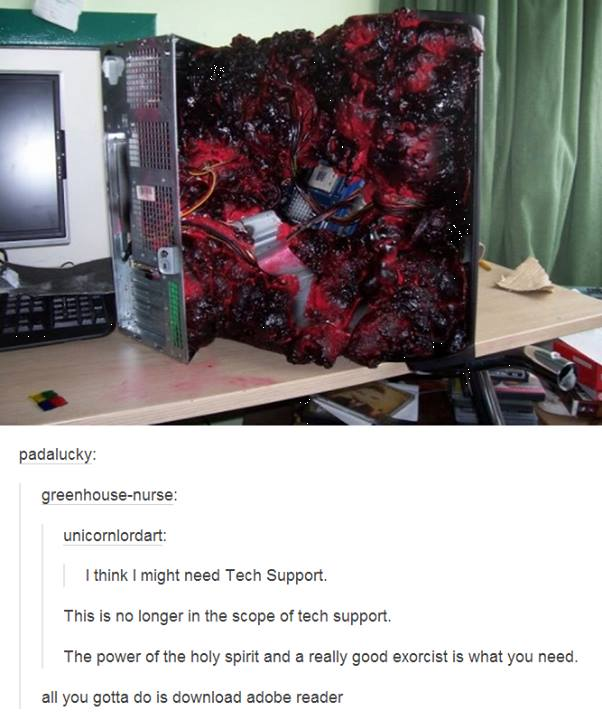 padalucky:
greenhouse-nurse:
unicornlordart:
I think I might need Tech Support.
This is no longer in the scope of tech support.
The power of the holy spirit and a really good exorcist is what you need.
all you gotta do is download adobe reader